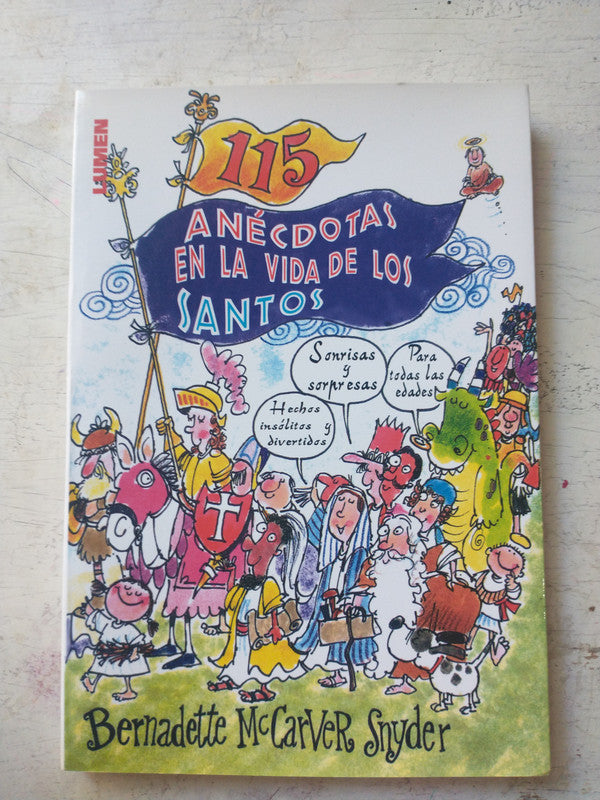 LUMEN
115
ANÉCDOTAS
EN LA VIDA DE LOS
SANTOS
Sonrisas
y
sorpresas
Para
todas las
edades
Hechos
insólitos y
divertidos
Bernadette McCarver Snyder